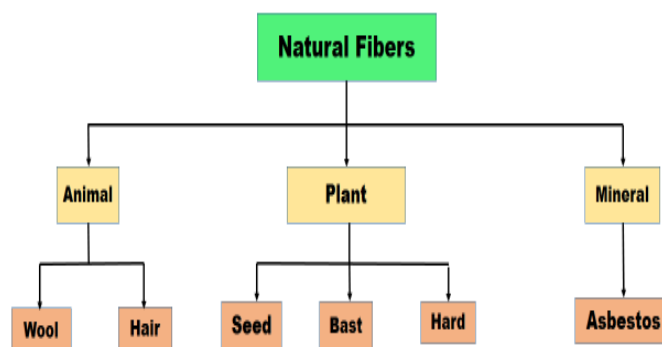 Natural Fibers
Animal
Plant
Mineral
Wool
Hair
Seed
Bast
Hard
Asbestos